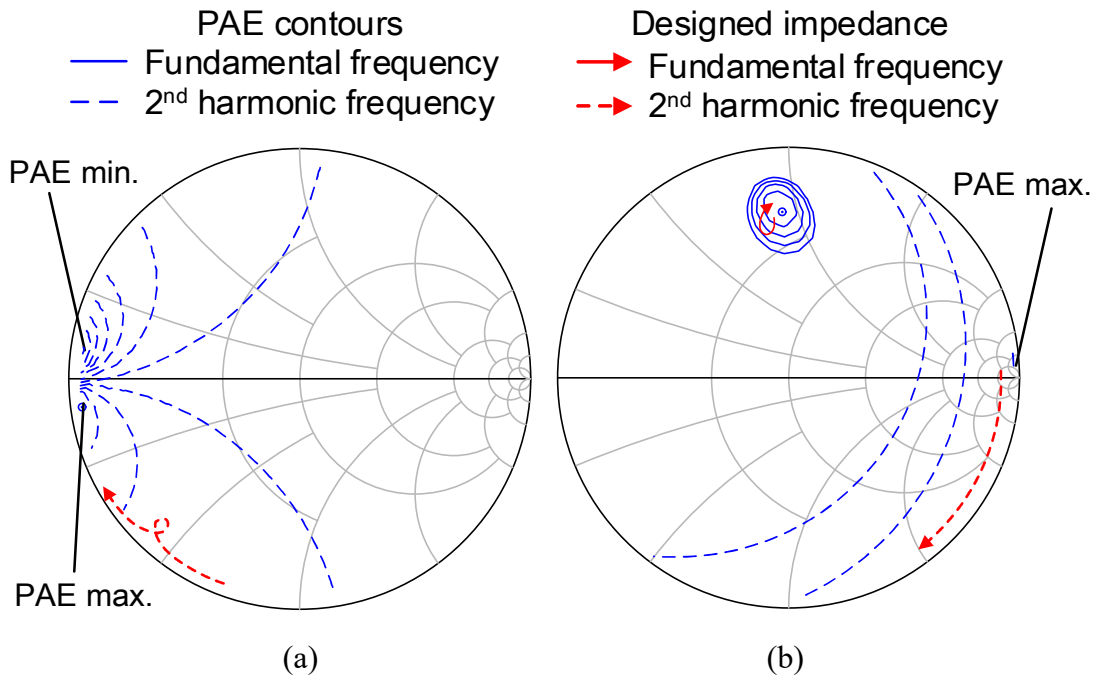 PAE contours
Fundamental frequency
2nd harmonic frequency
Designed impedance
Fundamental frequency
2nd harmonic frequency
PAE min.
PAE max.
PAE max.
(a)
(b)